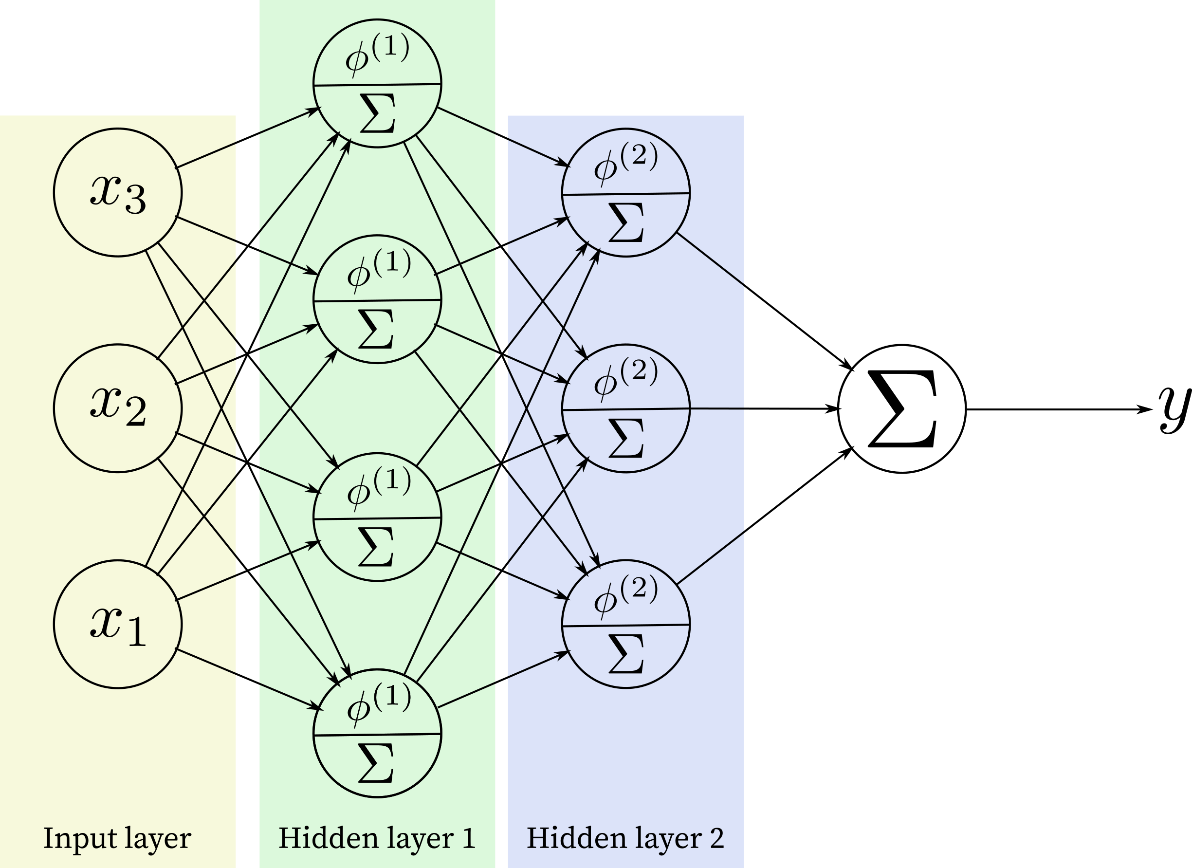 x₃
x₂
x₁
Input layer
ϕ⁽¹⁾
Σ
ϕ⁽¹⁾
Σ
ϕ⁽¹⁾
Σ
ϕ⁽¹⁾
Σ
Hidden layer 1
ϕ⁽²⁾
Σ
ϕ⁽²⁾
Σ
ϕ⁽²⁾
Σ
Hidden layer 2
Σ
y